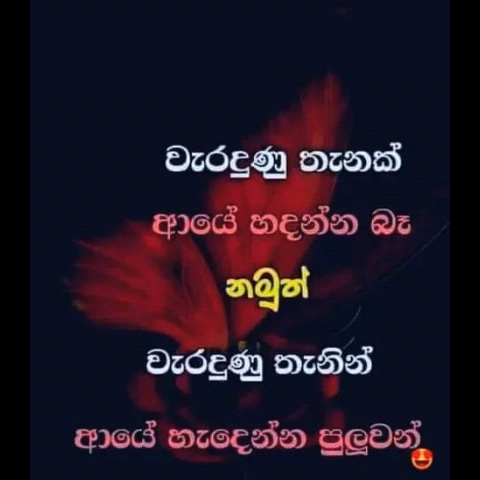 වැරදුණු තැනක්
ආයේ හදන්න බෑ
නමුත්
වැරදුණු තැනින්
ආයේ හැදෙන්න පුලුවන්